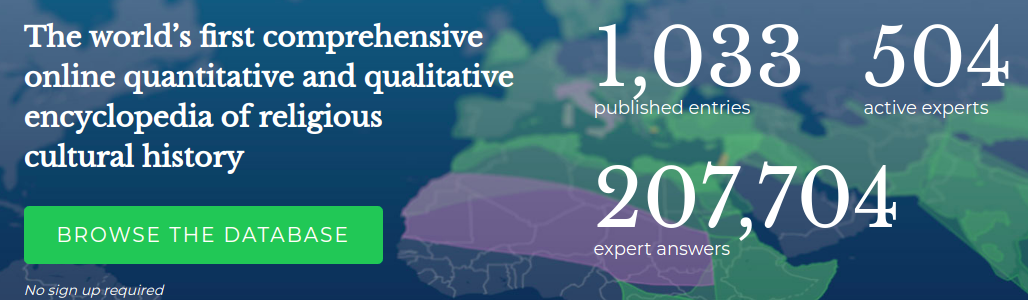 The world’s first comprehensive
online quantitative and qualitative
encyclopedia of religious
cultural history
BROWSE THE DATABASE
No sign up required
1,033
published entries
504
active experts
207,704
expert answers